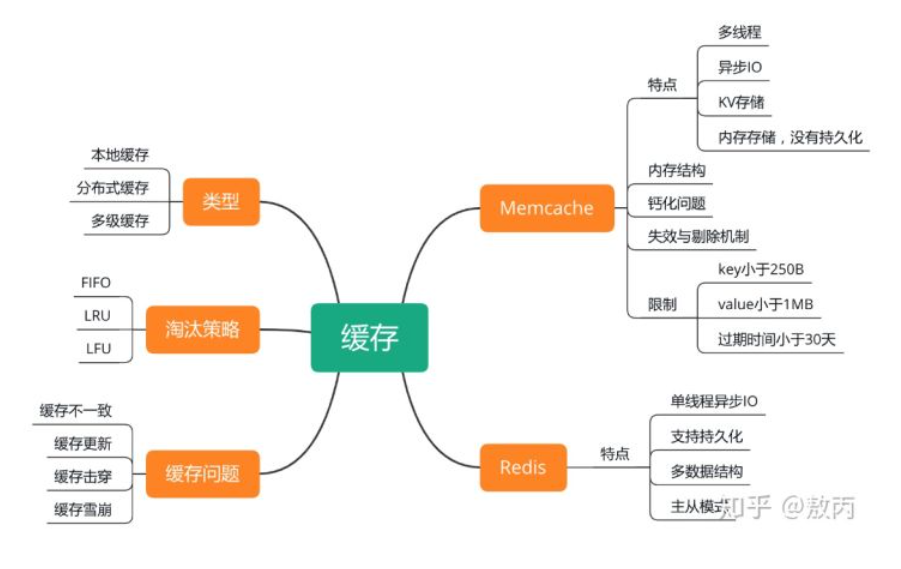 缓存
类型
本地缓存
分布式缓存
多级缓存
淘汰策略
FIFO
LRU
LFU
缓存问题
缓存不一致
缓存更新
缓存击穿
缓存雪崩
Memcache
特点
多线程
异步IO
KV存储
内存存储，没有持久化
内存结构
钙化问题
失效与剔除机制
限制
key小于250B
value小于1MB
过期时间小于30天
Redis
特点
单线程异步IO
支持持久化
多数据结构
主从模式
知乎 @敖丙